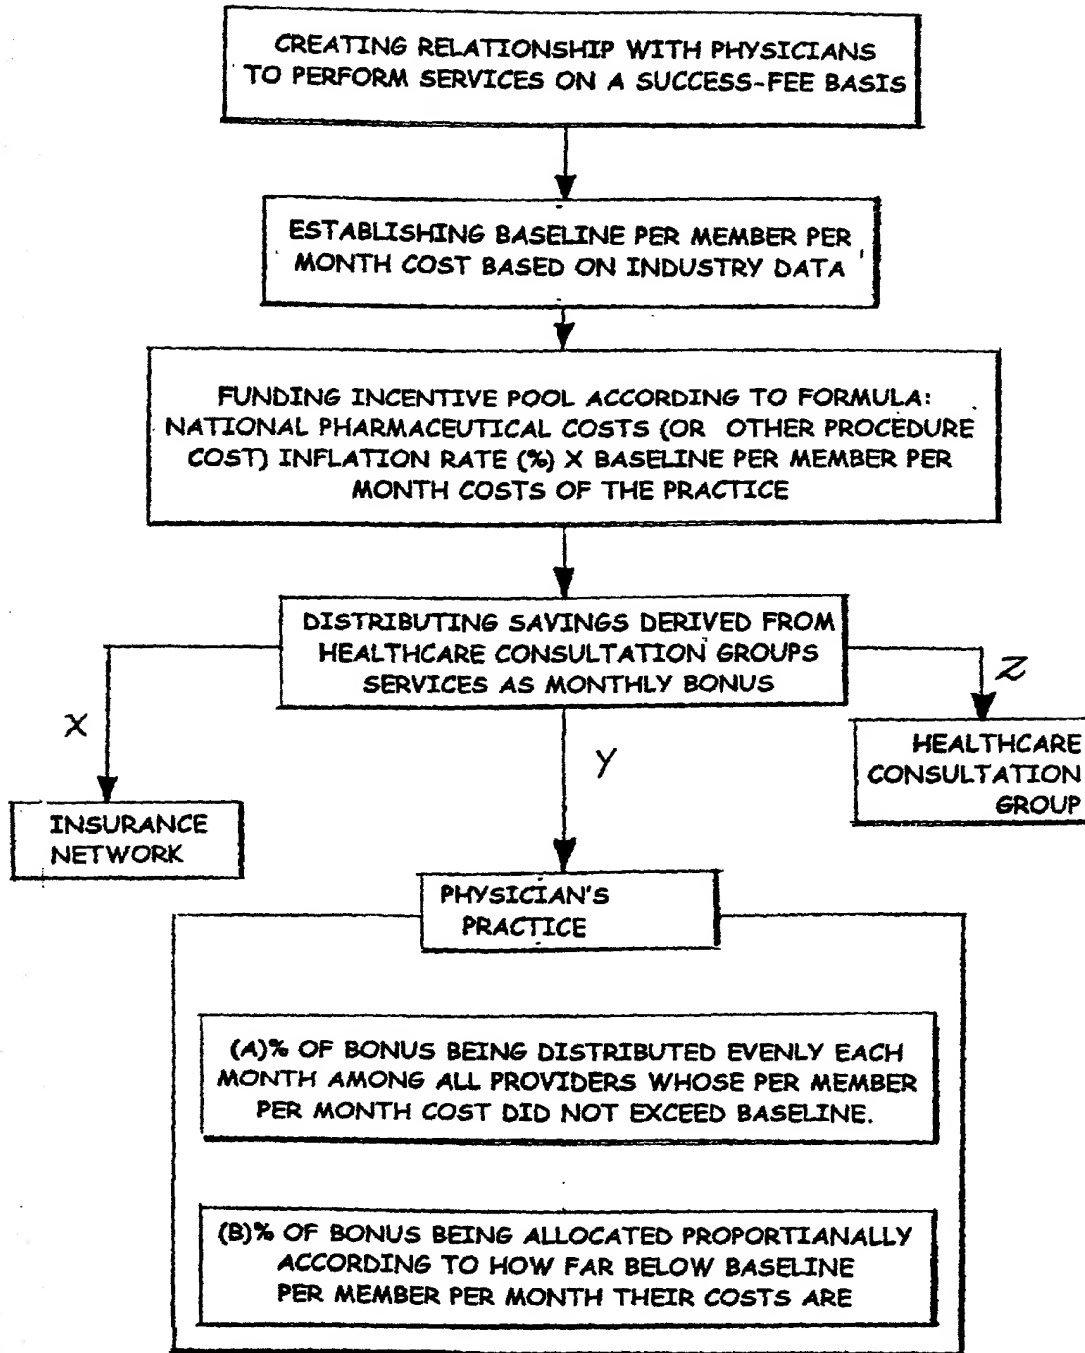 CREATING RELATIONSHIP WITH PHYSICIANS
TO PERFORM SERVICES ON A SUCCESS-FEE BASIS
ESTABLISHING BASELINE PER MEMBER PER
MONTH COST BASED ON INDUSTRY DATA
FUNDING INCENTIVE POOL ACCORDING TO FORMULA:
NATIONAL PHARMACEUTICAL COSTS (OR OTHER PROCEDURE
COST) INFLATION RATE (%) X BASELINE PER MEMBER PER
MONTH COSTS OF THE PRACTICE
DISTRIBUTING SAVINGS DERIVED FROM
HEALTHCARE CONSULTATION GROUPS
SERVICES AS MONTHLY BONUS
X
Y
Z
INSURANCE
NETWORK
HEALTHCARE
CONSULTATION
GROUP
PHYSICIAN'S
PRACTICE
(A)% OF BONUS BEING DISTRIBUTED EVENLY EACH
MONTH AMONG ALL PROVIDERS WHOSE PER MEMBER
PER MONTH COST DID NOT EXCEED BASELINE.
(B)% OF BONUS BEING ALLOCATED PROPORTIANALLY
ACCORDING TO HOW FAR BELOW BASELINE
PER MEMBER PER MONTH THEIR COSTS ARE